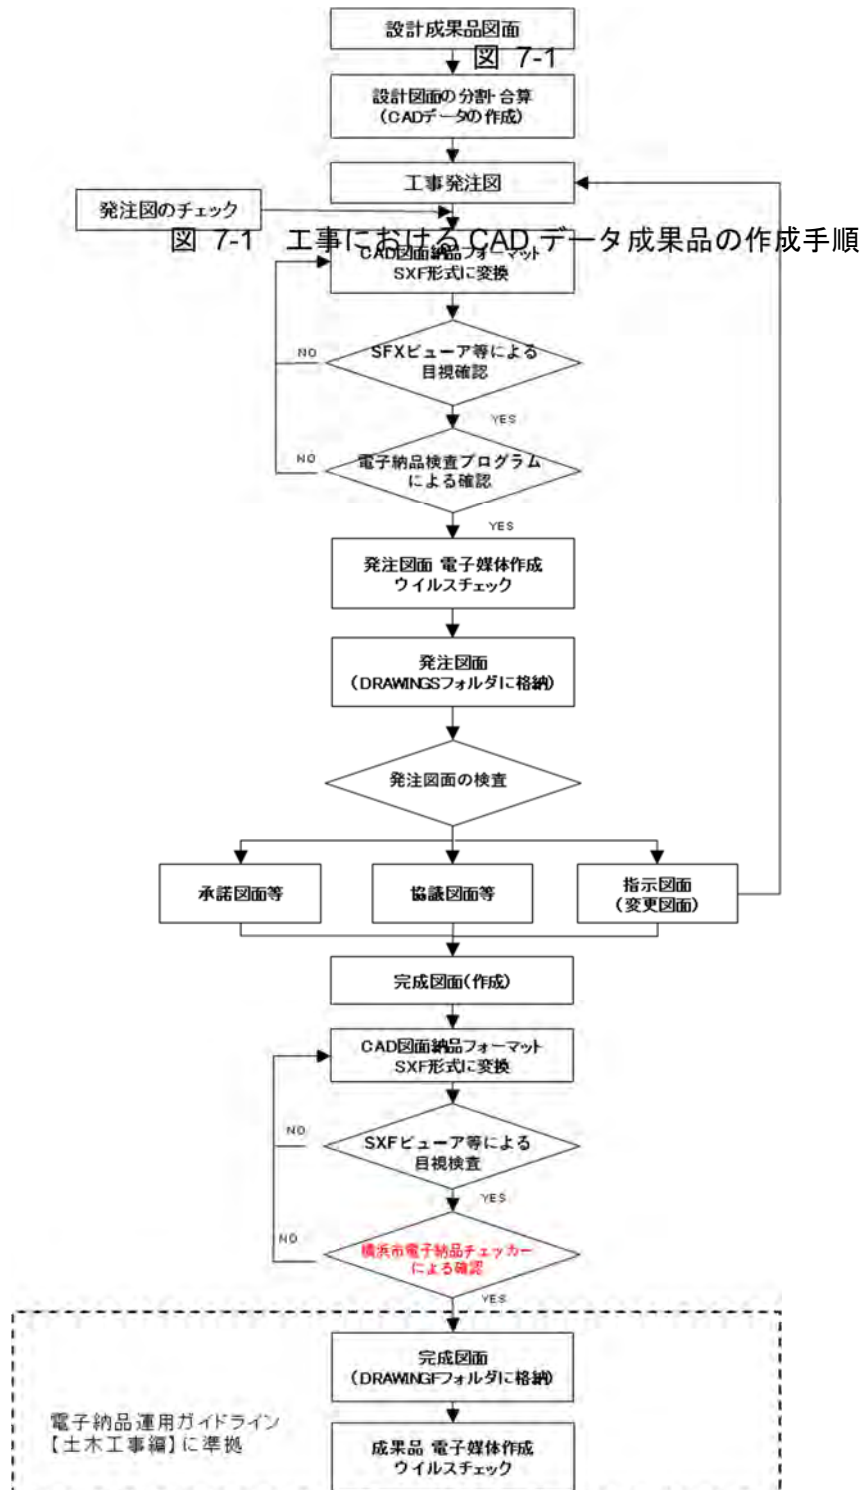 設計成果品図面
図 7-1
設計図面の分割・合算
(CADデータの作成)
工事発注図
発注図のチェック
図 7-1 工事における CAD データ成果品の作成手順
CAD図面納品フォーマット
SXF形式に変換
NO
SFXビューア等による
目視確認
YES
NO
電子納品検査プログラム
による確認
YES
発注図面 電子媒体作成
ウイルスチェック
発注図面
(DRAWINGSフォルダに格納)
発注図面の検査
承諾図面等
協議図面等
指示図面
(変更図面)
完成図面(作成)
CAD図面納品フォーマット
SXF形式に変換
NO
SXFビューア等による
目視検査
YES
NO
横浜市電子納品チェッカー
による確認
YES
完成図面
(DRAWINGFフォルダに格納)
電子納品運用ガイドライン
【土木工事編】に準拠
成果品 電子媒体作成
ウイルスチェック